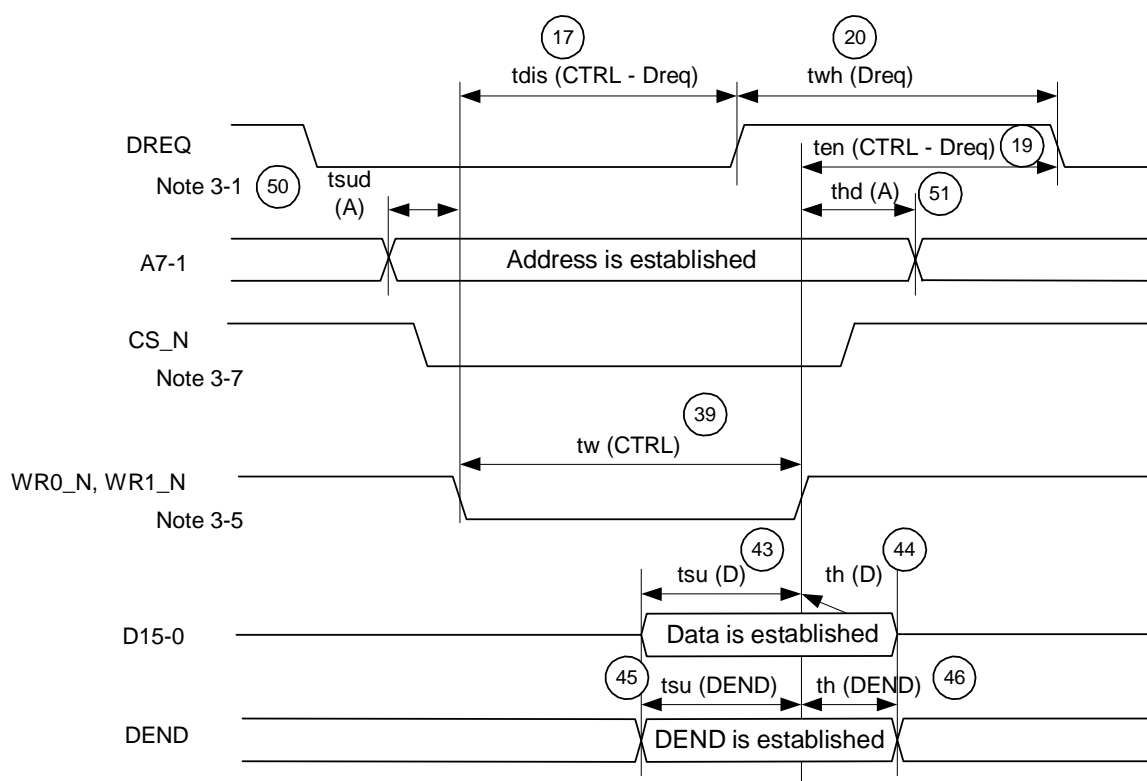 17
20
tdis (CTRL - Dreq)
twh (Dreq)
DREQ
ten (CTRL - Dreq)
19
Note 3-1
50
tsud
(A)
thd (A)
51
A7-1
Address is established
CS_N
Note 3-7
39
tw (CTRL)
WR0_N, WR1_N
Note 3-5
43
44
tsu (D)
th (D)
D15-0
Data is established
45
tsu (DEND)
th (DEND)
46
DEND
DEND is established